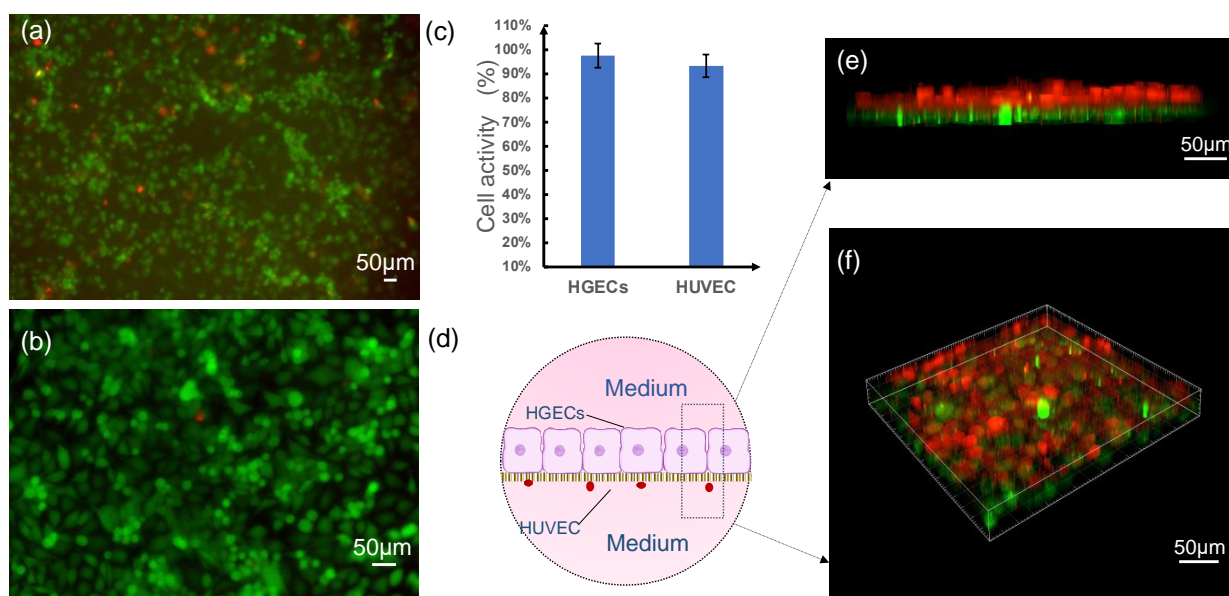 (a)
50μm
(b)
50μm
(c)
Cell activity (%)
110%
100%
90%
80%
70%
60%
50%
40%
30%
20%
10%
HGECs
HUVEC
(d)
Medium
HGECs
HUVEC
Medium
(e)
50μm
(f)
50μm